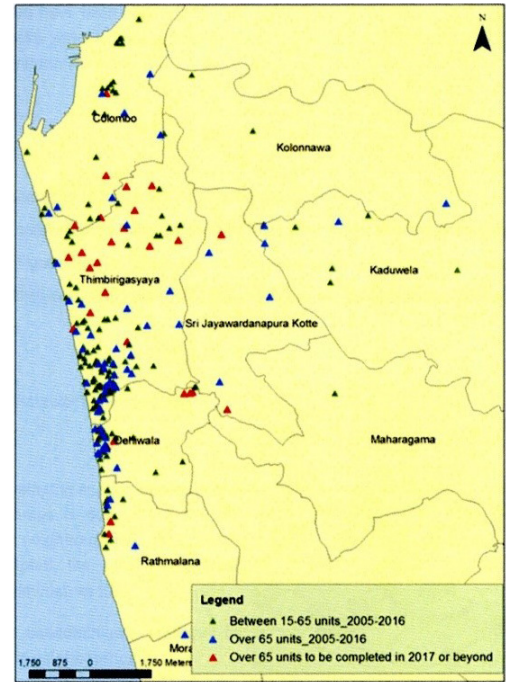 N
Colombo
Kolonnawa
Kaduwela
Thimbirigasyaya
Sri Jayawardanapura Kotte
Maharagama
Dehiwala
Rathmalana
Mora
Legend
Between 15-65 units_2005-2016
Over 65 units_2005-2016
Over 65 units to be completed in 2017 or beyond
1,750 875 0 1,750 Meters